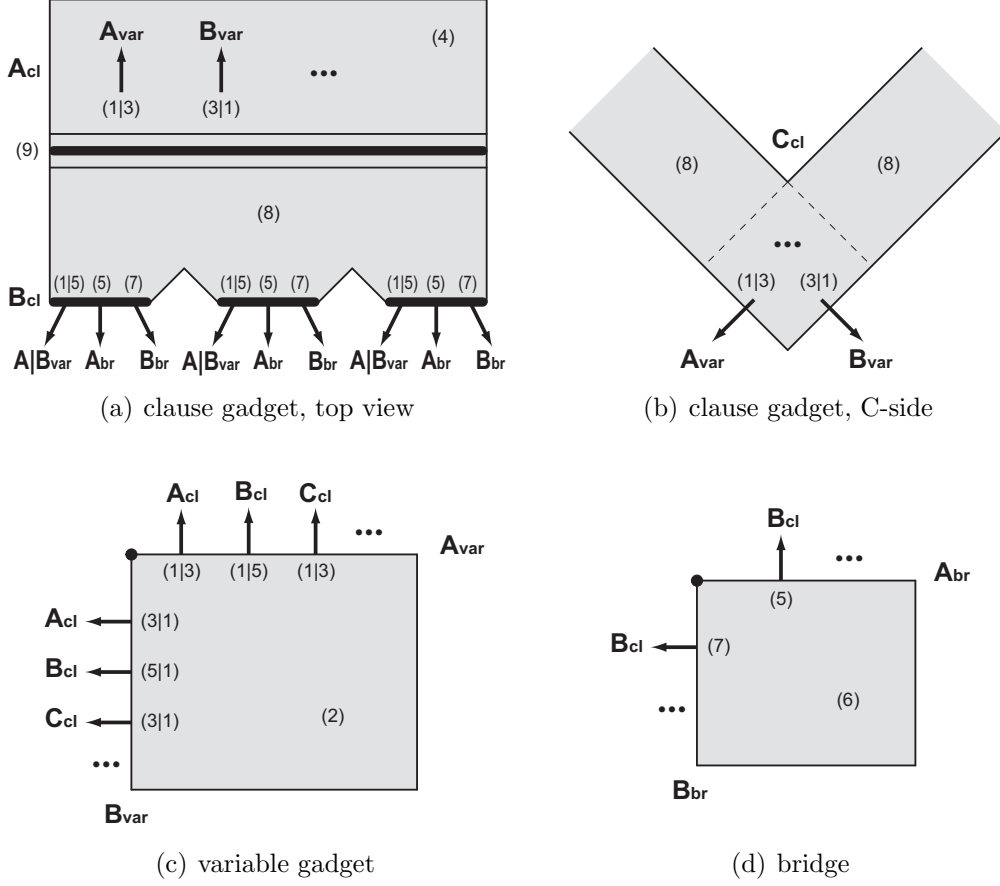 Avar Bvar (4)
Acl •••
(1|3) (3|1)
(9)
(8)
(1|5) (5) (7) (1|5) (5) (7) (1|5) (5) (7)
Bcl
A|Bvar Abr Bbr A|Bvar Abr Bbr A|Bvar Abr Bbr
(a) clause gadget, top view
Ccl
(8) (8)
•••
(1|3) (3|1)
Avar Bvar
(b) clause gadget, C-side
Acl Bcl Ccl
••• Avar
(1|3) (1|5) (1|3)
Acl (3|1)
Bcl (5|1)
Ccl (3|1) (2)
•••
Bvar
(c) variable gadget
Bcl
••• Abr
(5)
Bcl (7)
••• (6)
Bbr
(d) bridge